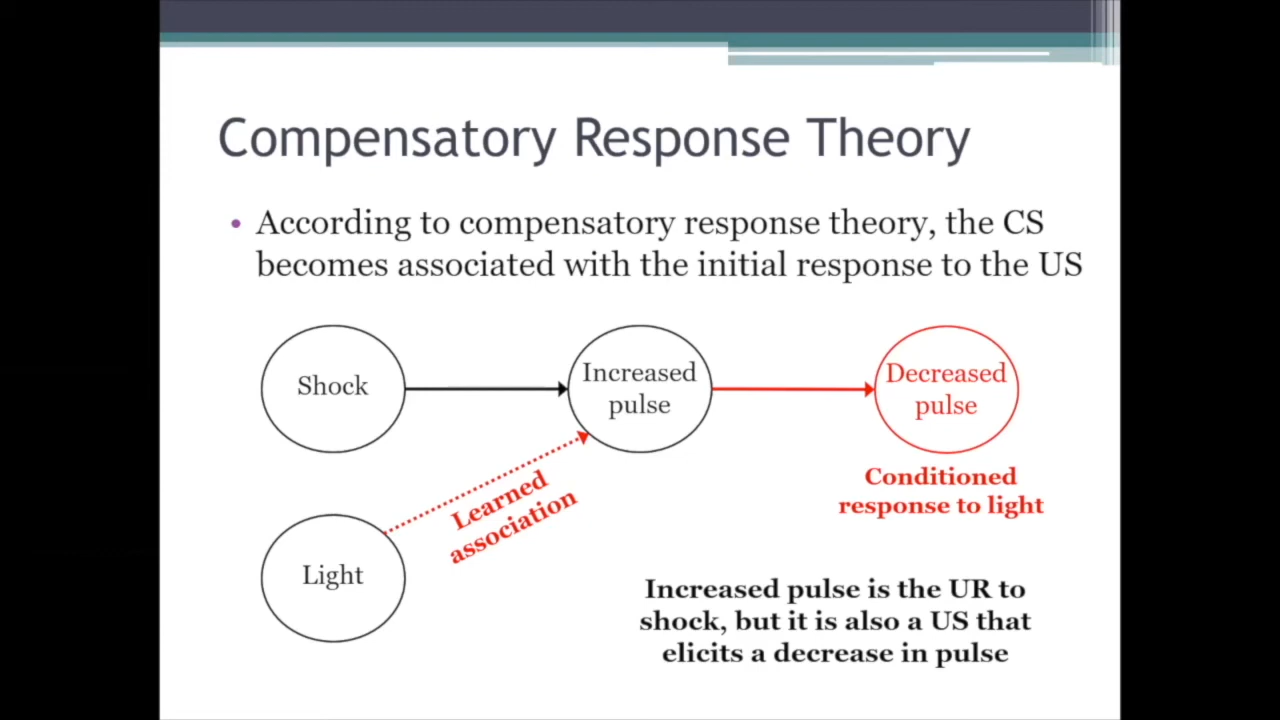 Compensatory Response Theory
• According to compensatory response theory, the CS
becomes associated with the initial response to the US
Shock
Increased
pulse
Decreased
pulse
Conditioned
response to light
Learned
association
Light
Increased pulse is the UR to
shock, but it is also a US that
elicits a decrease in pulse